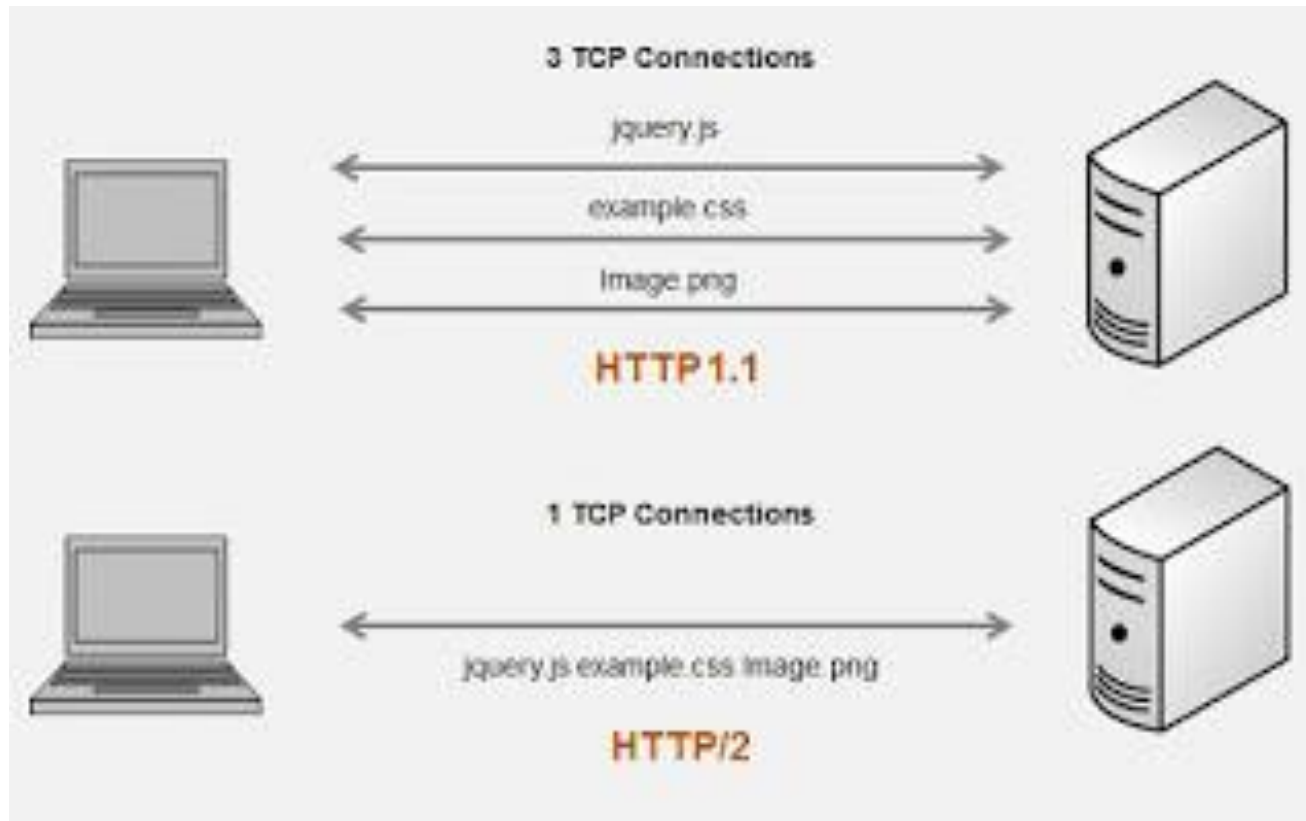 3 TCP Connections
jquery.js
example.css
Image.png
HTTP1.1
1 TCP Connections
jquery.js example.css Image.png
HTTP/2